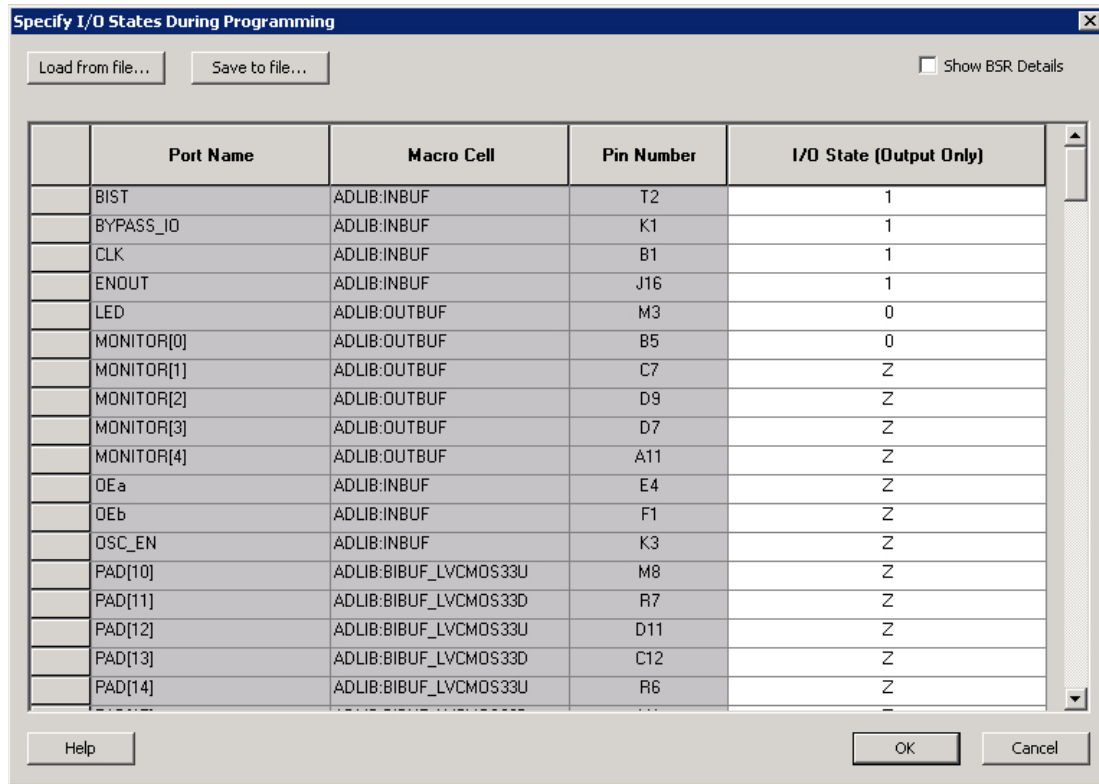 Specify I/O States During Programming
Load from file... Save to file... Show BSR Details
Port Name Macro Cell Pin Number I/O State (Output Only)
BIST ADLIB:INBUF T2 1
BYPASS_IO ADLIB:INBUF K1 1
CLK ADLIB:INBUF B1 1
ENOUT ADLIB:INBUF J16 1
LED ADLIB:OUTBUF M3 0
MONITOR[0] ADLIB:OUTBUF B5 0
MONITOR[1] ADLIB:OUTBUF C7 Z
MONITOR[2] ADLIB:OUTBUF D9 Z
MONITOR[3] ADLIB:OUTBUF D7 Z
MONITOR[4] ADLIB:OUTBUF A11 Z
OEa ADLIB:INBUF E4 Z
OEb ADLIB:INBUF F1 Z
OSC_EN ADLIB:INBUF K3 Z
PAD[10] ADLIB:BIBUF_LVCMOS33U M8 Z
PAD[11] ADLIB:BIBUF_LVCMOS33D R7 Z
PAD[12] ADLIB:BIBUF_LVCMOS33U D11 Z
PAD[13] ADLIB:BIBUF_LVCMOS33D C12 Z
PAD[14] ADLIB:BIBUF_LVCMOS33U R6 Z
Help OK Cancel